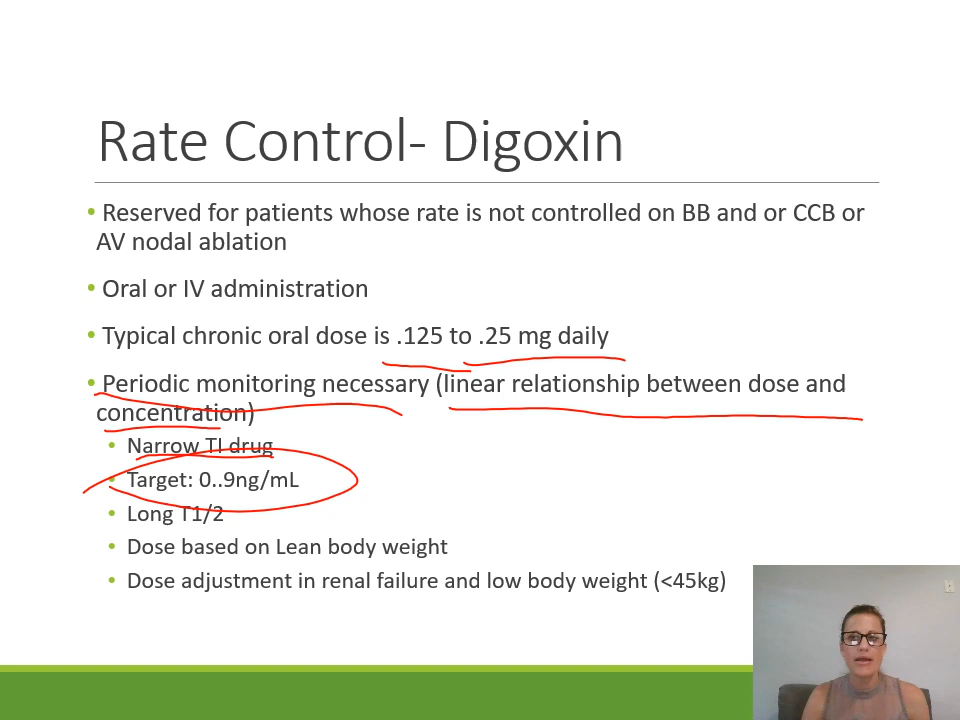 Rate Control- Digoxin
• Reserved for patients whose rate is not controlled on BB and or CCB or
AV nodal ablation
• Oral or IV administration
• Typical chronic oral dose is .125 to .25 mg daily
• Periodic monitoring necessary (linear relationship between dose and
concentration)
• Narrow TI drug
• Target: 0..9ng/mL
• Long T1/2
• Dose based on Lean body weight
• Dose adjustment in renal failure and low body weight (<45kg)